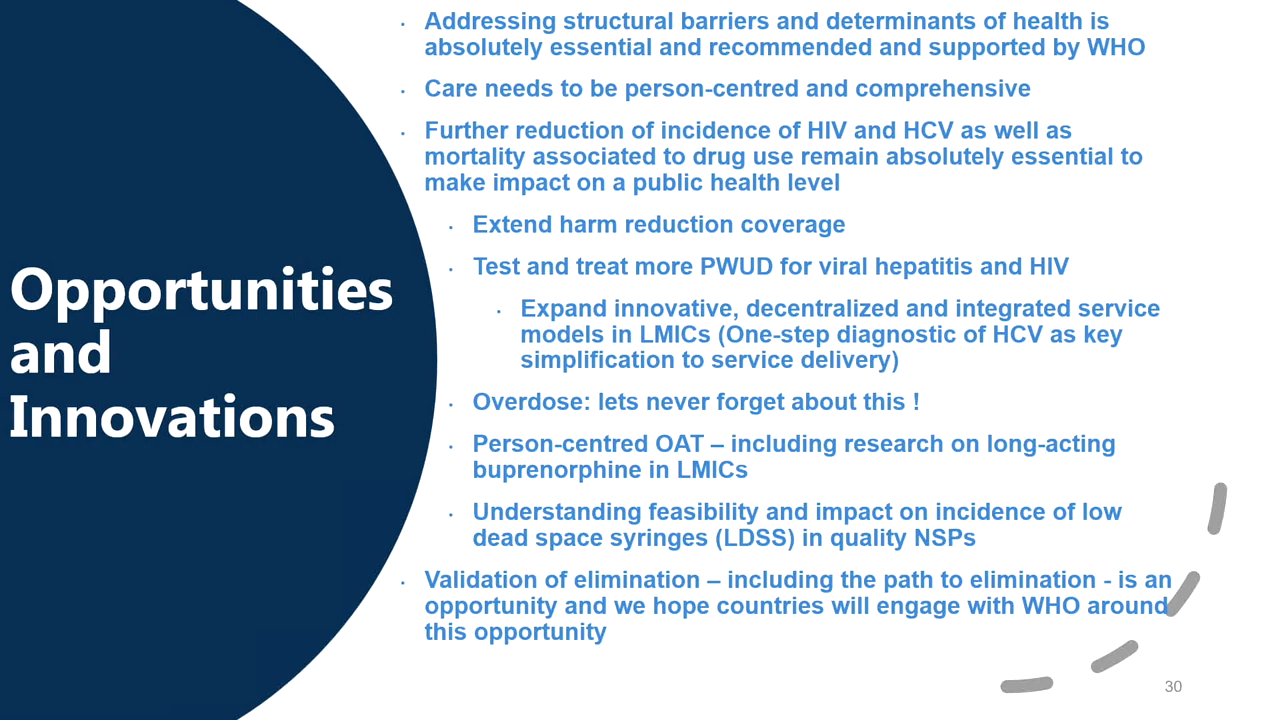 Opportunities
and
Innovations
· Addressing structural barriers and determinants of health is
absolutely essential and recommended and supported by WHO
· Care needs to be person-centred and comprehensive
· Further reduction of incidence of HIV and HCV as well as
mortality associated to drug use remain absolutely essential to
make impact on a public health level
· Extend harm reduction coverage
· Test and treat more PWUD for viral hepatitis and HIV
· Expand innovative, decentralized and integrated service
models in LMICs (One-step diagnostic of HCV as key
simplification to service delivery)
· Overdose: lets never forget about this !
· Person-centred OAT – including research on long-acting
buprenorphine in LMICs
· Understanding feasibility and impact on incidence of low
dead space syringes (LDSS) in quality NSPs
· Validation of elimination – including the path to elimination - is an
opportunity and we hope countries will engage with WHO around
this opportunity
30